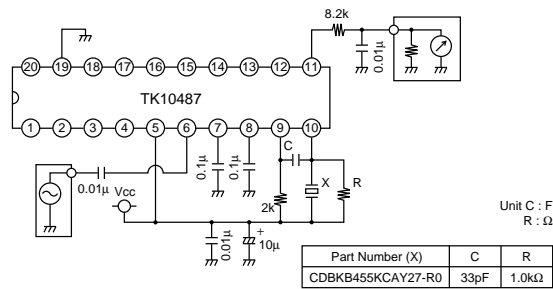 8.2k
0.01µ
20 19 18 17 16 15 14 13 12 11
TK10487
1 2 3 4 5 6 7 8 9 10
C
0.01µ
Vcc
0.1µ
0.1µ
2k
X
R
0.01µ
+
10µ
Unit C : F
R : Ω
Part Number (X) C R
CDBKB455KCAY27-R0 33pF 1.0kΩ